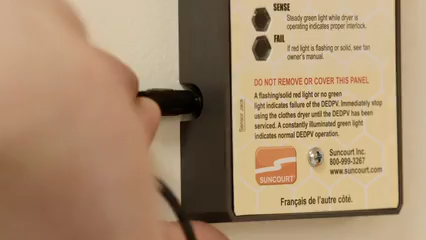 SENSE
Steady green light while dryer is
operating indicates proper interlock.
FAIL
If red light is flashing or solid, see fan
owner's manual.
DO NOT REMOVE OR COVER THIS PANEL
A flashing/solid red light or no green
light indicates failure of the DEDPV. Immediately stop
using the clothes dryer until the DEDPV has been
serviced. A constantly illuminated green light
indicates normal DEDPV operation.
Sensor Jack
SUNCOURT
Suncourt Inc.
800-999-3267
www.suncourt.com
Français de l'autre côté.